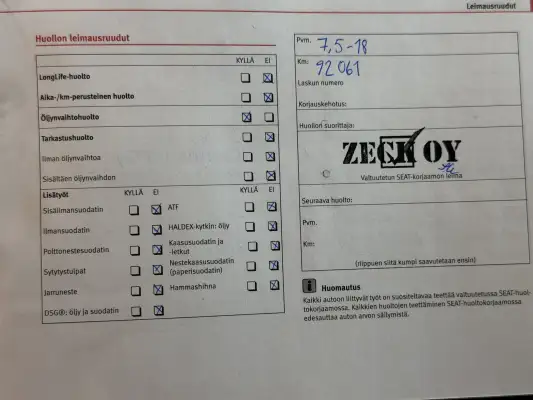 Leimausruudut
Huollon leimausruudut
KYLLÄ EI
LongLife-huolto
Aika-/km-perusteinen huolto
Öljynvaihtohuolto
Tarkastushuolto
Ilman öljynvaihtoa
Sisältäen öljynvaihdon
Lisätyöt KYLLÄ EI KYLLÄ EI
Sisäilmansuodatin ATF
Ilmansuodatin HALDEX-kytkin: öljy
Polttonestesuodatin Kaasusuodatin ja
-letkut
Sytytystulpat Nestekaasusuodatin
(paperisuodatin)
Jarruneste Hammashihna
DSG®: öljy ja suodatin
Pvm. 7,5-18
Km: 92 061
Laskun numero
Korjauskehotus:
Huollon suorittaja:
ZECK OY
Valtuutetun SEAT-korjaamon leima
Seuraava huolto:
Pvm.
Km:
(riippuen siitä kumpi saavutetaan ensin)
i Huomautus
Kaikki autoon liittyvät työt on suositeltavaa teettää valtuutetussa SEAT-huol-
tokorjaamossa. Kaikkien huoltojen teettäminen SEAT-huoltokorjaamossa
edesauttaa auton arvon säilymistä.